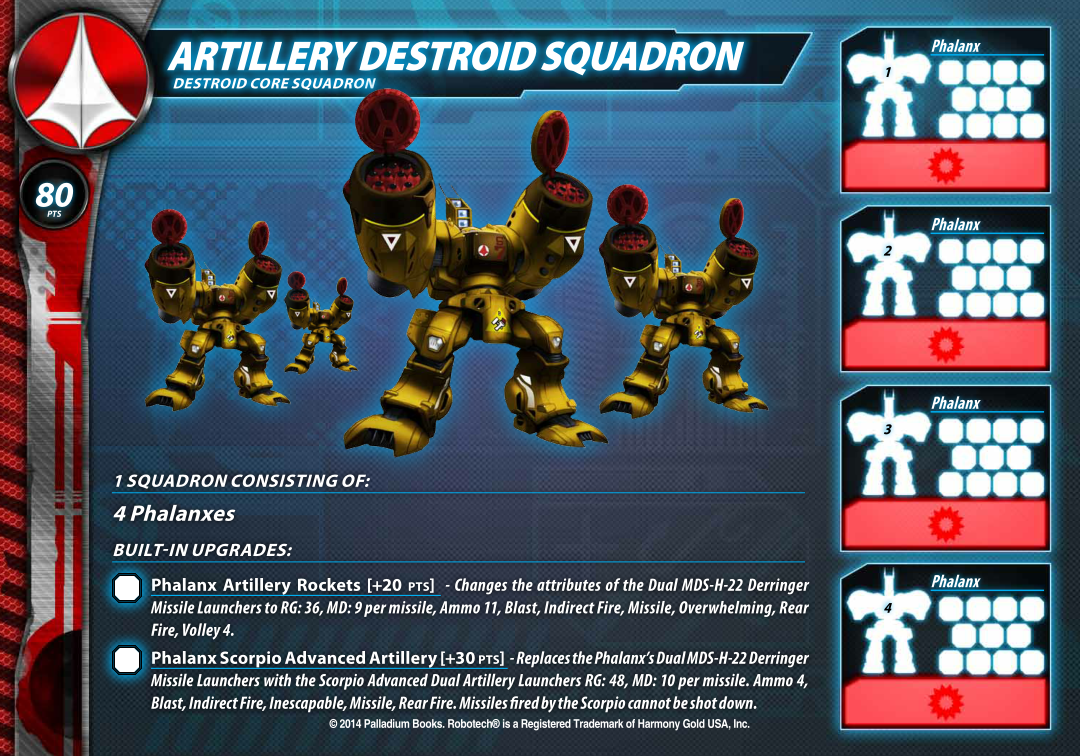 ARTILLERY DESTROID SQUADRON
DESTROID CORE SQUADRON
80
PTS
1 SQUADRON CONSISTING OF:
4 Phalanxes
BUILT-IN UPGRADES:
Phalanx Artillery Rockets [+20 PTS] - Changes the attributes of the Dual MDS-H-22 Derringer
Missile Launchers to RG: 36, MD: 9 per missile, Ammo 11, Blast, Indirect Fire, Missile, Overwhelming, Rear
Fire, Volley 4.
Phalanx Scorpio Advanced Artillery [+30 PTS] - Replaces the Phalanx's Dual MDS-H-22 Derringer
Missile Launchers with the Scorpio Advanced Dual Artillery Launchers RG: 48, MD: 10 per missile. Ammo 4,
Blast, Indirect Fire, Inescapable, Missile, Rear Fire. Missiles fired by the Scorpio cannot be shot down.
© 2014 Palladium Books. Robotech® is a Registered Trademark of Harmony Gold USA, Inc.
Phalanx
1
Phalanx
2
Phalanx
3
Phalanx
4